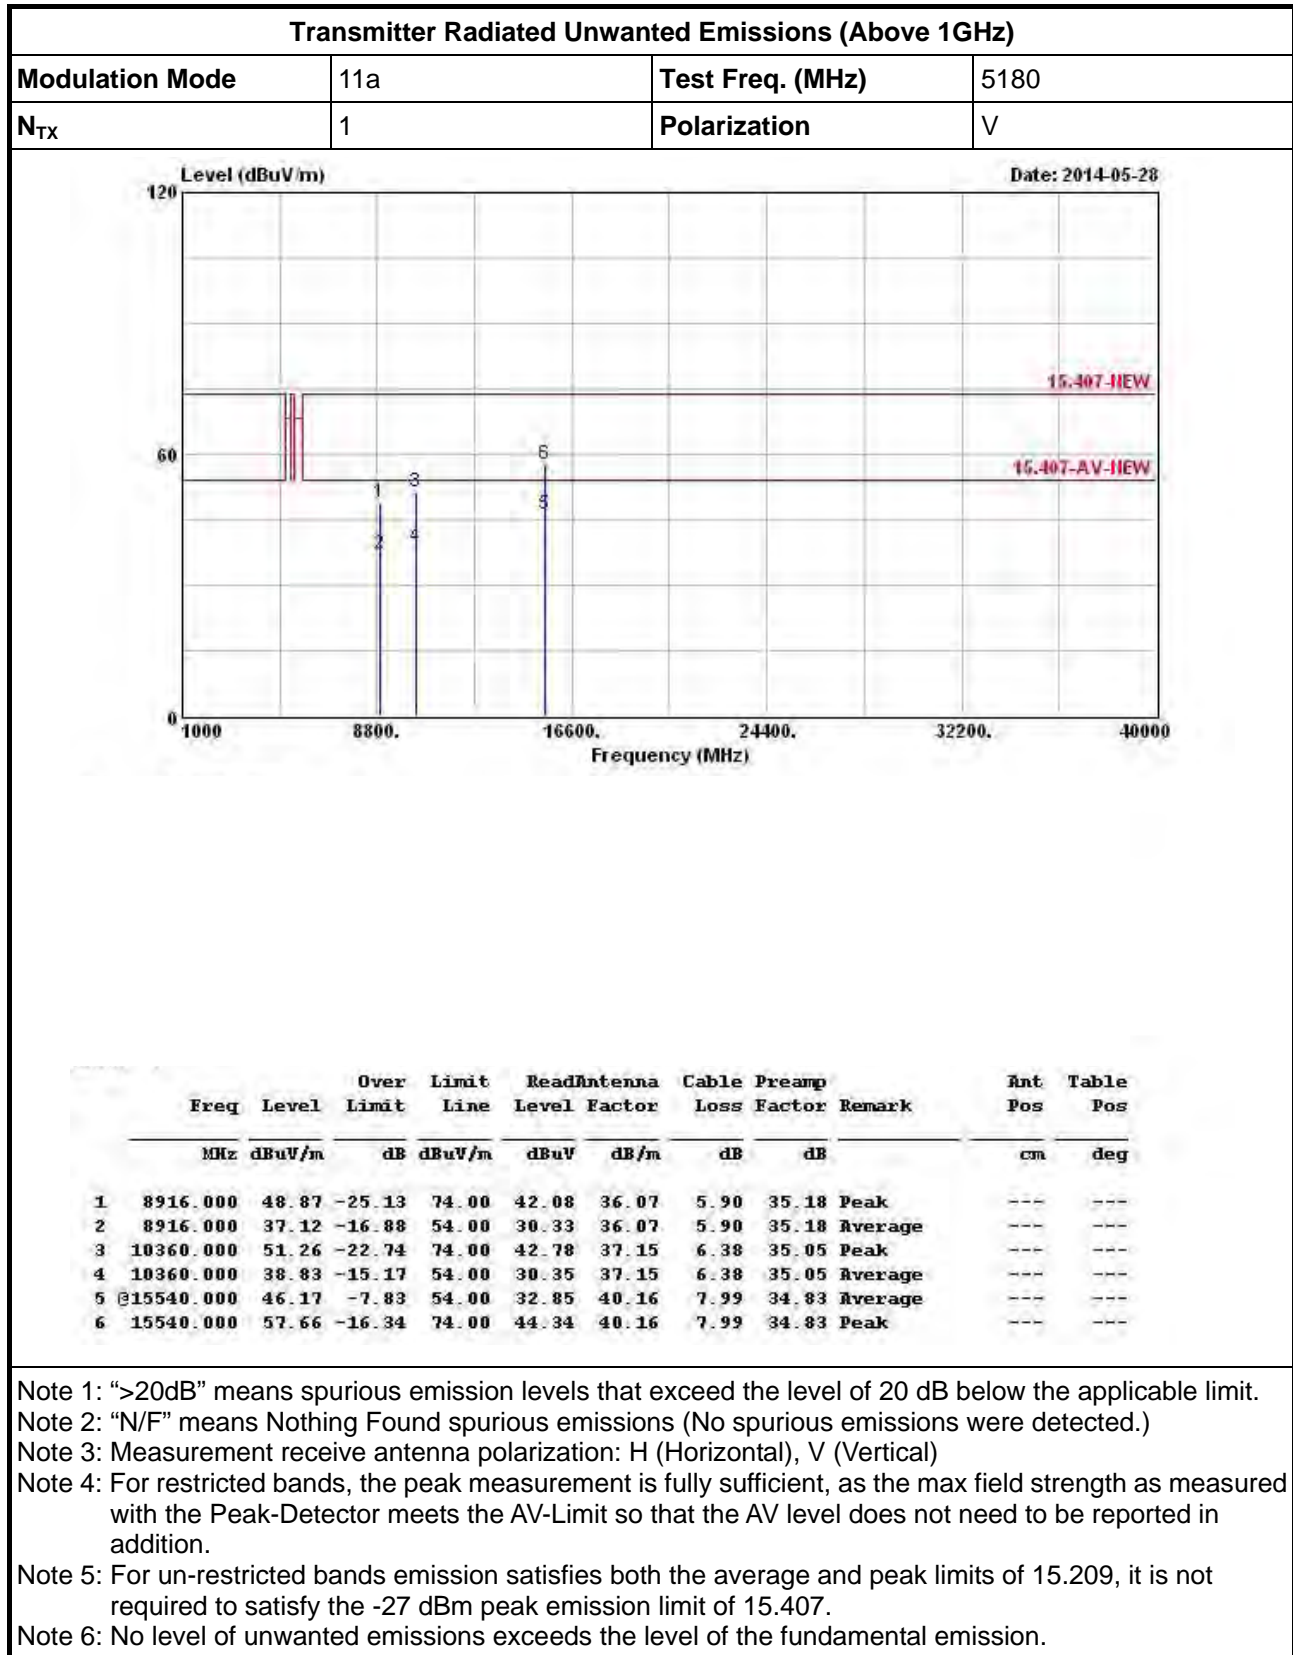 Transmitter Radiated Unwanted Emissions (Above 1GHz)
Modulation Mode 11a Test Freq. (MHz) 5180
NTX 1 Polarization V
Level (dBuV/m) Date: 2014-05-28
120
15.407-NEW
60
6
15.407-AV-NEW
3
1
5
4
2
0
1000 8800. 16600. 24400. 32200. 40000
Frequency (MHz)
Over Limit ReadAntenna Cable Preamp Ant Table
Freq Level Limit Line Level Factor Loss Factor Remark Pos Pos
MHz dBuV/m dB dBuV/m dBuV dB/m dB dB cm deg
1 8916.000 48.87 -25.13 74.00 42.08 36.07 5.90 35.18 Peak --- ---
2 8916.000 37.12 -16.88 54.00 30.33 36.07 5.90 35.18 Average --- ---
3 10360.000 51.26 -22.74 74.00 42.78 37.15 6.38 35.05 Peak --- ---
4 10360.000 38.83 -15.17 54.00 30.35 37.15 6.38 35.05 Average --- ---
5 @15540.000 46.17 -7.83 54.00 32.85 40.16 7.99 34.83 Average --- ---
6 15540.000 57.66 -16.34 74.00 44.34 40.16 7.99 34.83 Peak --- ---
Note 1: ">20dB" means spurious emission levels that exceed the level of 20 dB below the applicable limit.
Note 2: "N/F" means Nothing Found spurious emissions (No spurious emissions were detected.)
Note 3: Measurement receive antenna polarization: H (Horizontal), V (Vertical)
Note 4: For restricted bands, the peak measurement is fully sufficient, as the max field strength as measured
with the Peak-Detector meets the AV-Limit so that the AV level does not need to be reported in
addition.
Note 5: For un-restricted bands emission satisfies both the average and peak limits of 15.209, it is not
required to satisfy the -27 dBm peak emission limit of 15.407.
Note 6: No level of unwanted emissions exceeds the level of the fundamental emission.